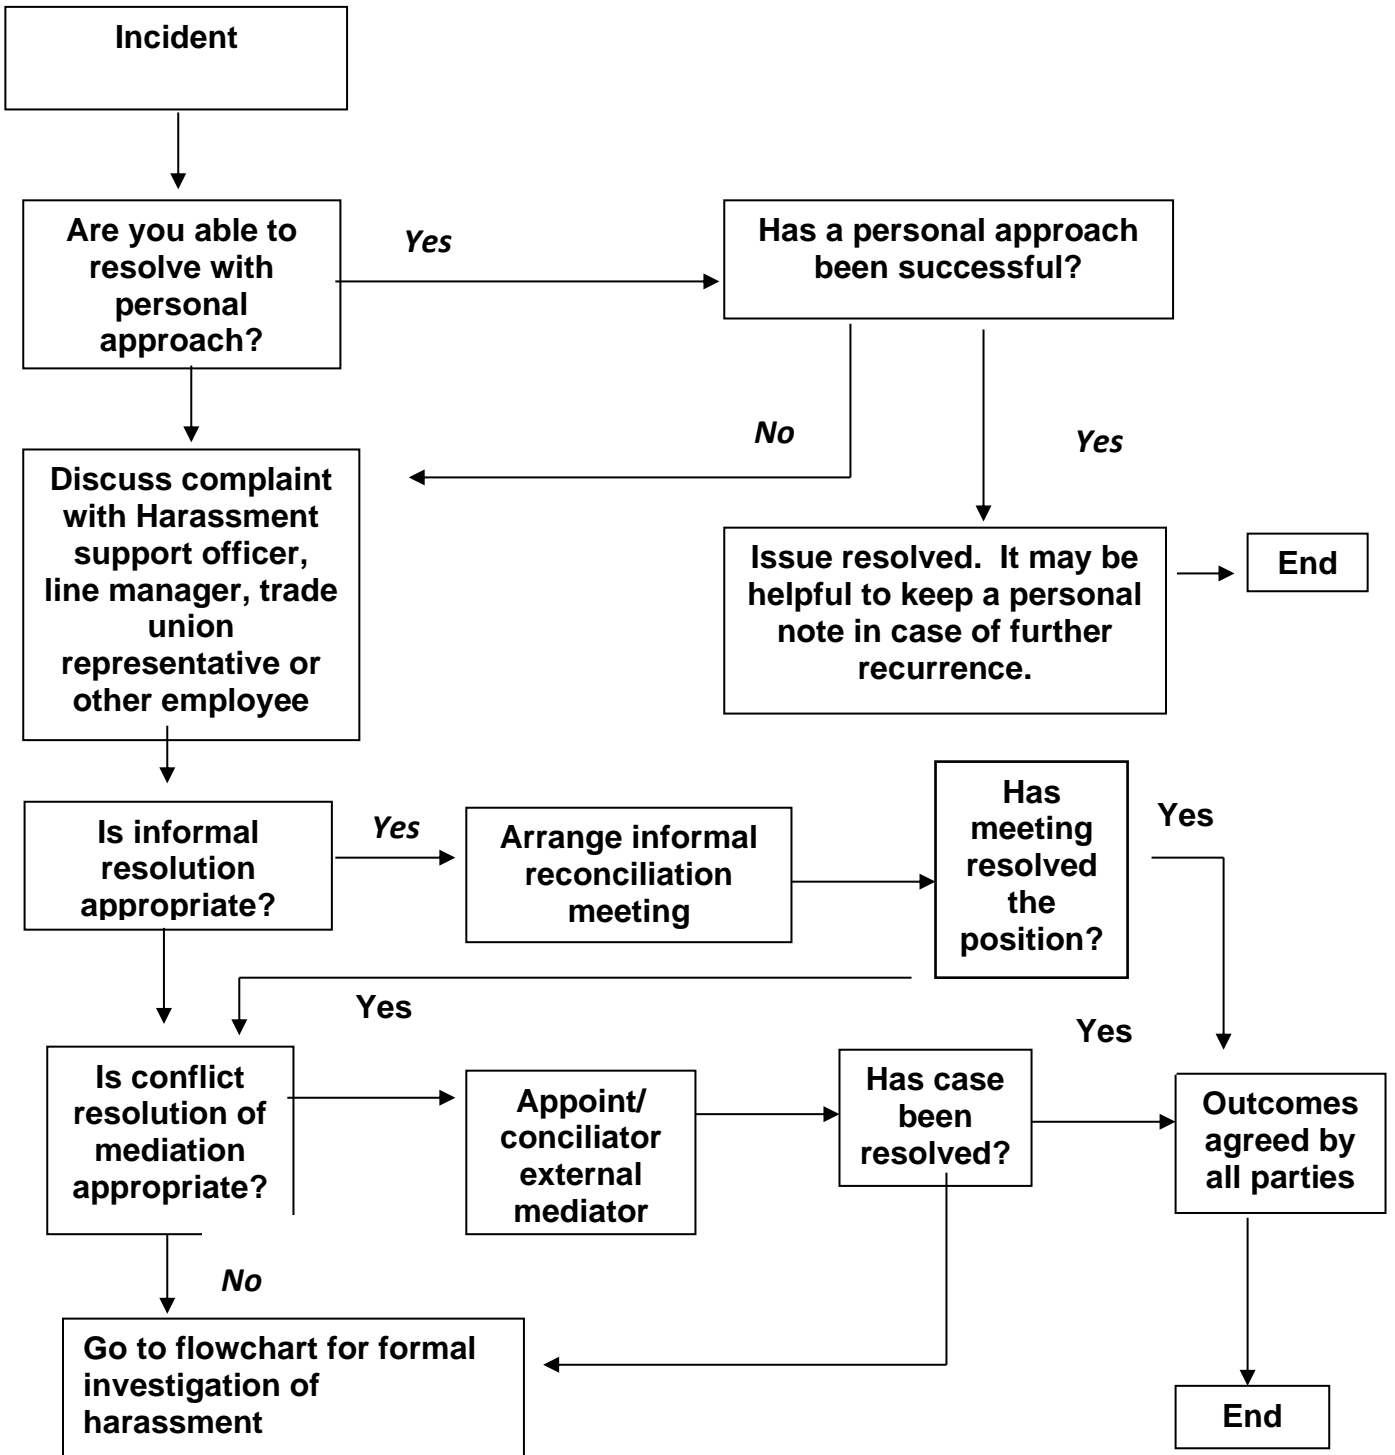 Incident
Are you able to
resolve with
personal
approach?
Yes
Has a personal approach
been successful?
No
Yes
Discuss complaint
with Harassment
support officer,
line manager, trade
union
representative or
other employee
Issue resolved.  It may be
helpful to keep a personal
note in case of further
recurrence.
End
Is informal
resolution
appropriate?
Yes
Arrange informal
reconciliation
meeting
Has
meeting
resolved
the
position?
Yes
Yes
Yes
Is conflict
resolution of
mediation
appropriate?
Appoint/
conciliator
external
mediator
Has case
been
resolved?
Outcomes
agreed by
all parties
No
Go to flowchart for formal
investigation of
harassment
End